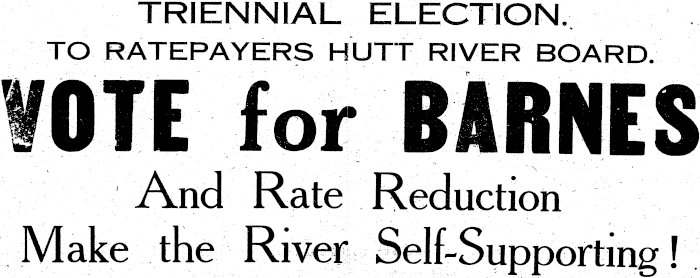 TRIENNIAL ELECTION.
TO RATEPAYERS HUTT RIVER BOARD.
VOTE for BARNES
And Rate Reduction
Make the River Self-Supporting!